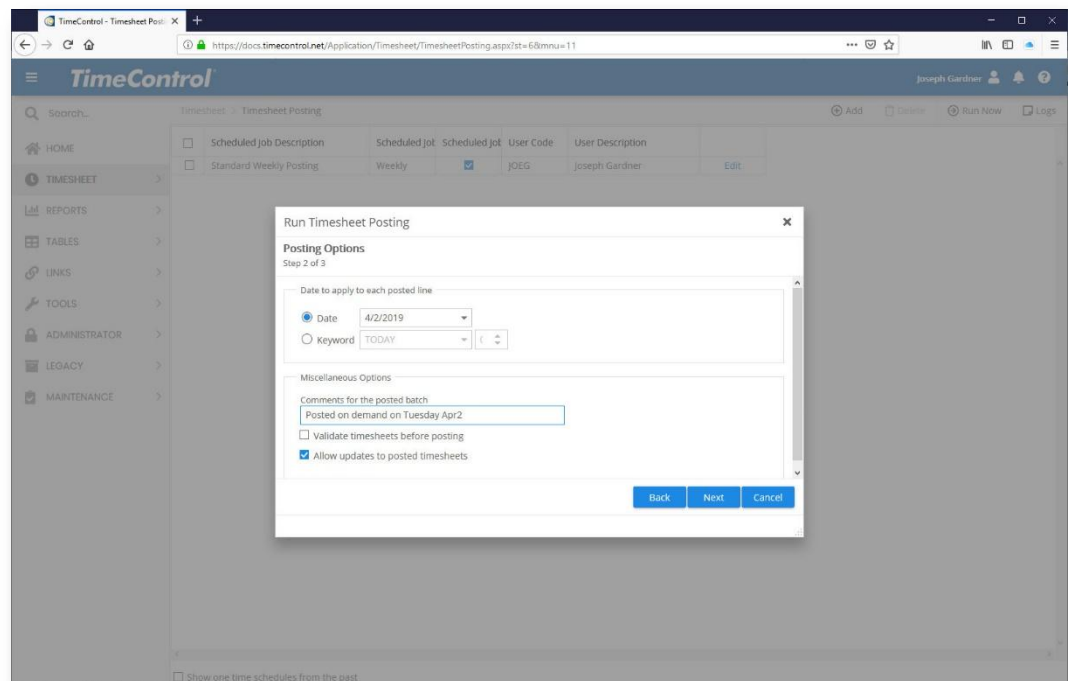 TimeControl - Timesheet Posti
https://docs.timecontrol.net/Application/Timesheet/TimesheetPosting.aspx?st=6&mnu=11
TimeControl
Joseph Gardner
Search...
Timesheet > Timesheet Posting
Add
Delete
Run Now
Logs
HOME
TIMESHEET
REPORTS
TABLES
LINKS
TOOLS
ADMINISTRATOR
LEGACY
MAINTENANCE
Scheduled Job Description Scheduled Jot Scheduled Jot User Code User Description
Standard Weekly Posting Weekly JOEG Joseph Gardner Edit
Run Timesheet Posting
Posting Options
Step 2 of 3
Date to apply to each posted line
Date 4/2/2019
Keyword TODAY
Miscellaneous Options
Comments for the posted batch
Posted on demand on Tuesday Apr2
Validate timesheets before posting
Allow updates to posted timesheets
Back Next Cancel
Show one time schedules from the past